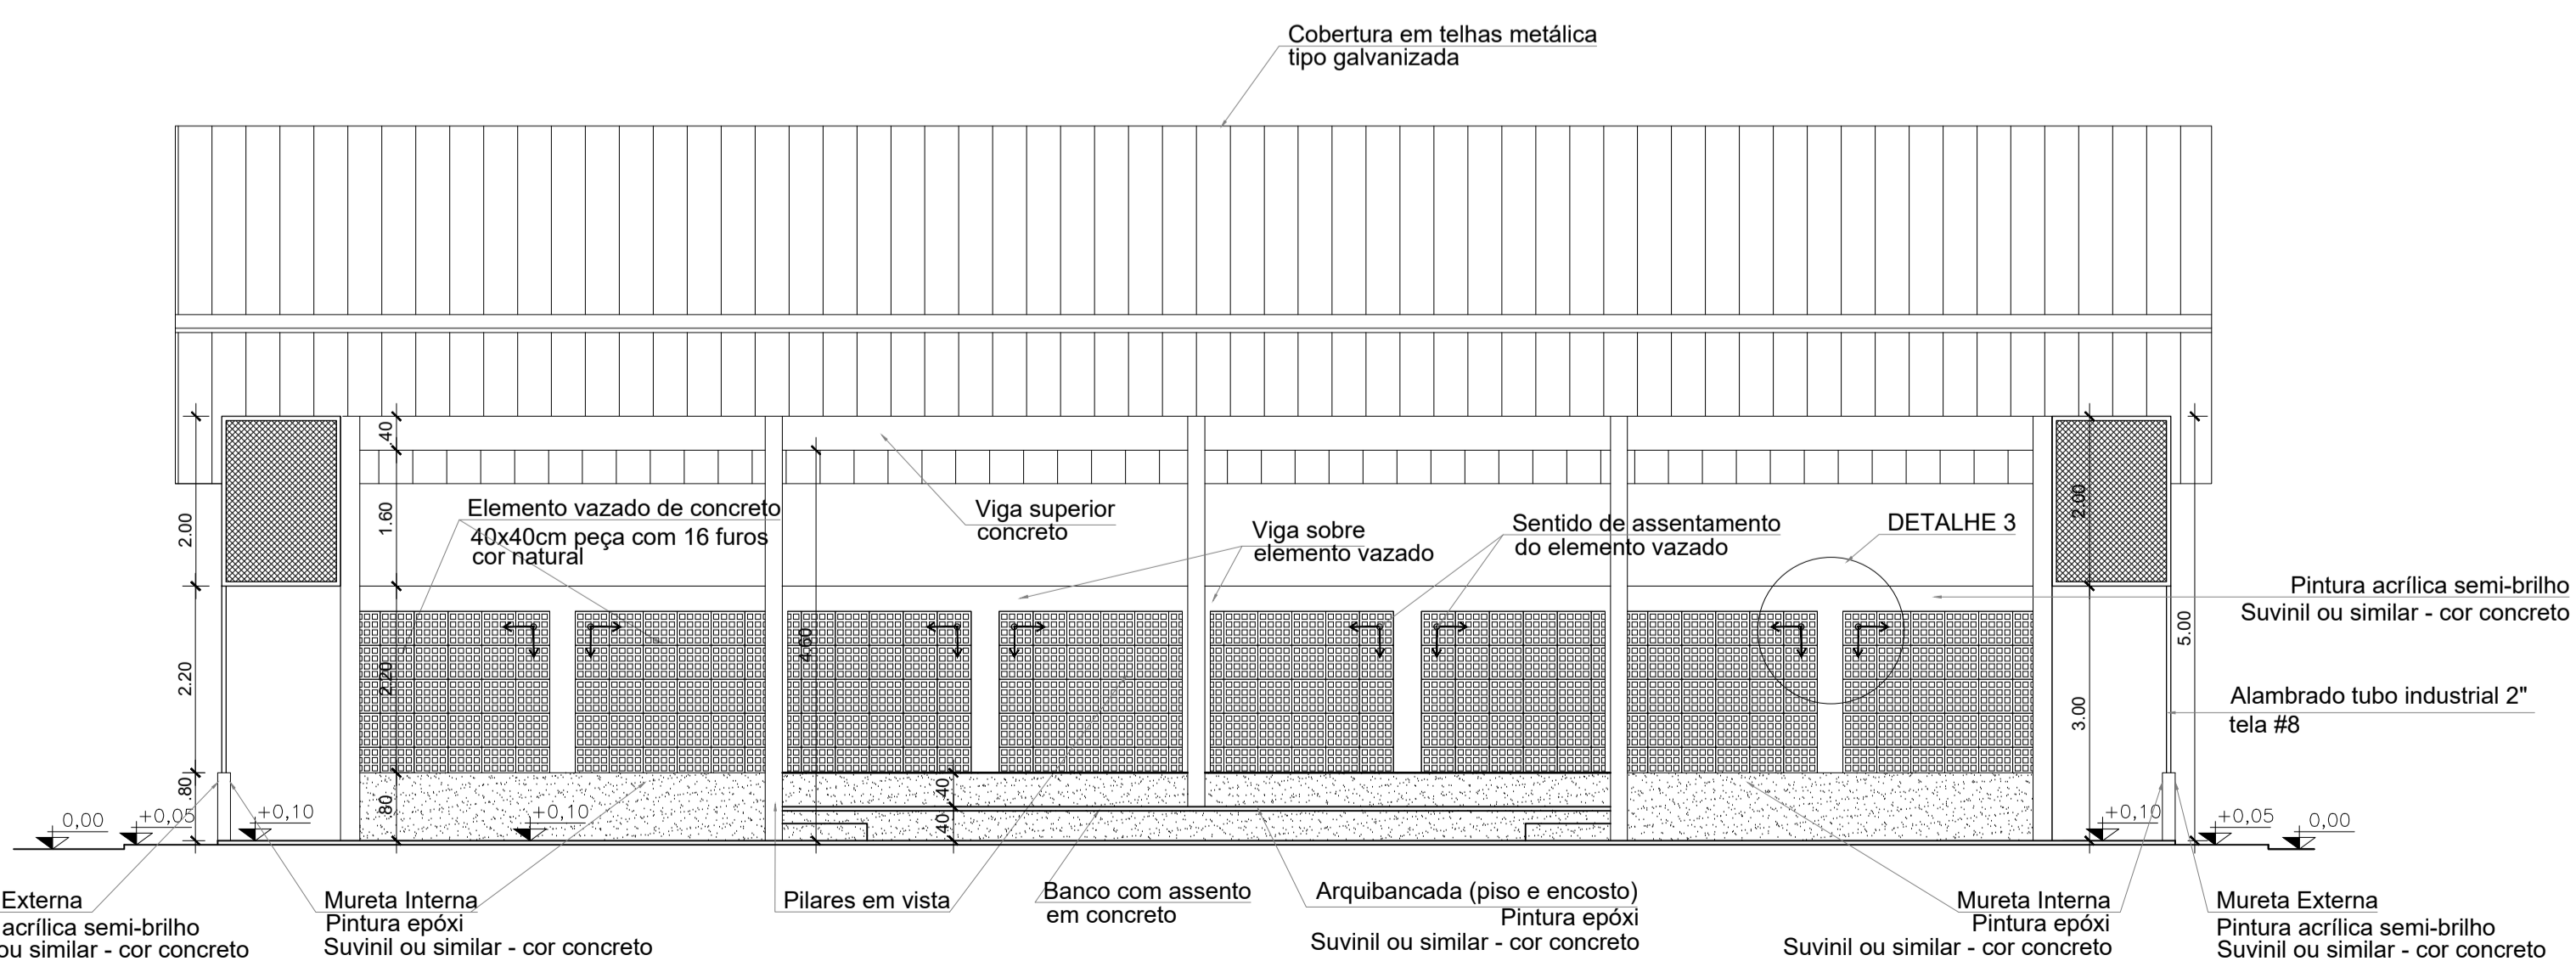 Cobertura em telhas metálica
tipo galvanizada
.40
1.60
2.00
2.00
Elemento vazado de concreto
40x40cm peça com 16 furos
cor natural
Viga superior
concreto
Viga sobre
elemento vazado
Sentido de assentamento
do elemento vazado
DETALHE 3
Pintura acrílica semi-brilho
Suvinil ou similar - cor concreto
2.20
2.20
4.60
5.00
3.00
Alambrado tubo industrial 2"
tela #8
.80
.80
.40
.40
0,00
+0,05
+0,10
+0,10
+0,10
+0,05
0,00
Externa
acrílica semi-brilho
ou similar - cor concreto
Mureta Interna
Pintura epóxi
Suvinil ou similar - cor concreto
Pilares em vista
Banco com assento
em concreto
Arquibancada (piso e encosto)
Pintura epóxi
Suvinil ou similar - cor concreto
Mureta Interna
Pintura epóxi
Suvinil ou similar - cor concreto
Mureta Externa
Pintura acrílica semi-brilho
Suvinil ou similar - cor concreto